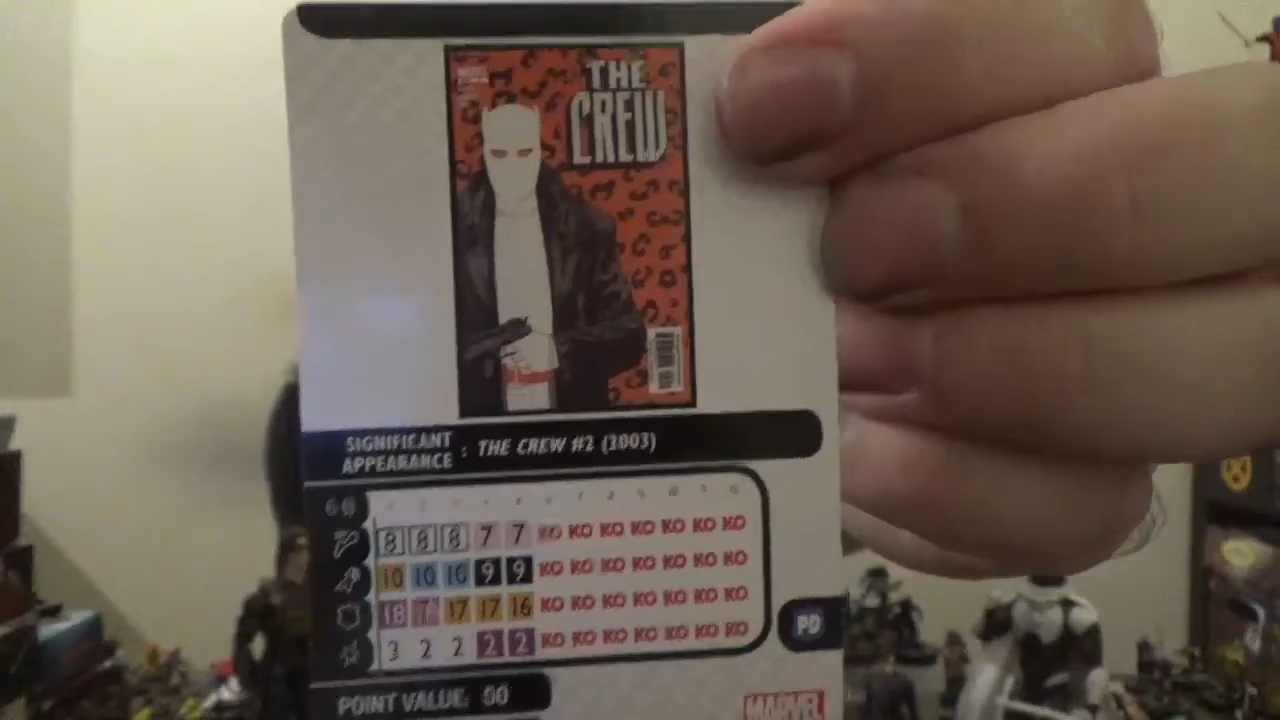 MARVEL
THE
CREW
SIGNIFICANT
APPEARANCE : THE CREW #2 (2003)
8 8 8 7 7 KO KO KO KO KO KO KO
10 10 10 9 9 KO KO KO KO KO KO KO
18 17 17 16 KO KO KO KO KO KO KO
3 2 2 2 2 KO KO KO KO KO KO KO
PD
POINT VALUE:
MARVEL